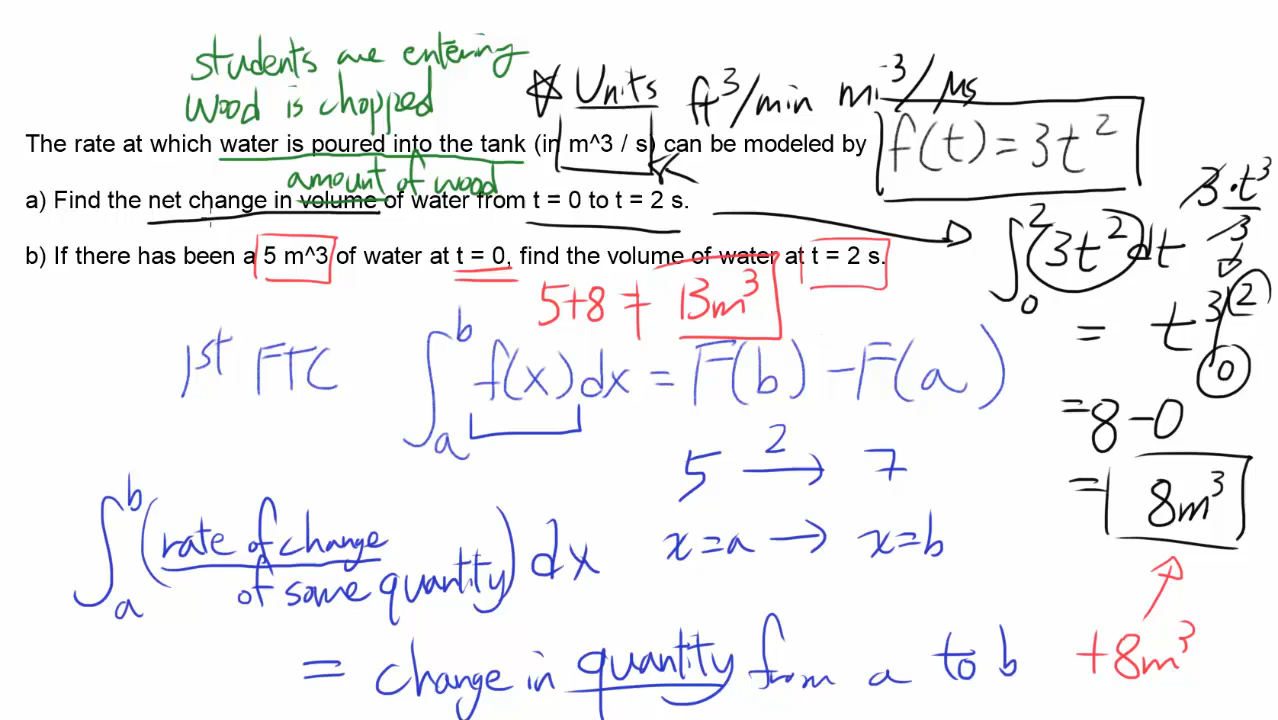 students are entering
wood is chopped
☆ Units ft^3/min mi^3/μs
The rate at which water is poured into the tank (in m^3 / s) can be modeled by f(t) = 3t^2
amount of wood
a) Find the net change in volume of water from t = 0 to t = 2 s.
∫_0^2 (3t^2) dt
3·t^3/3
b) If there has been a 5 m^3 of water at t = 0, find the volume of water at t = 2 s.
5+8 = 13m^3
= t^3 |_0^2
1st FTC ∫_a^b f(x)dx = F(b) - F(a)
= 8 - 0
5 →2 7
= 8m^3
∫_a^b (rate of change of some quantity) dx
x=a → x=b
= change in quantity from a to b
+8m^3